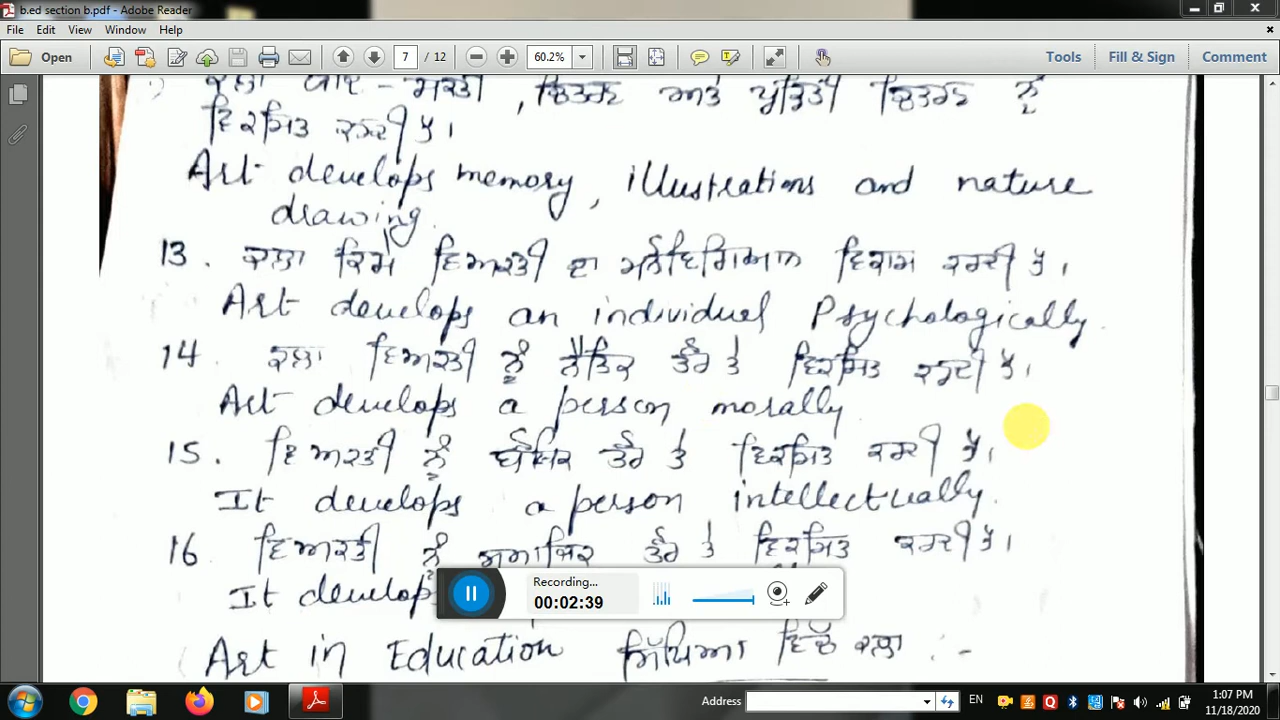 b.ed section b.pdf - Adobe Reader
File Edit View Window Help
Open 7 / 12 60.2% Tools Fill & Sign Comment
ਕਲਾ ਯਾਦ - ਸ਼ਕਤੀ , ਚਿਤਰਣ ਅਤੇ ਪ੍ਰਕ੍ਰਿਤੀ ਚਿਤਰਣ ਨੂੰ
ਵਿਕਸਿਤ ਕਰਦੀ ਹੈ।
Art develops memory, illustrations and nature
drawing.
13. ਕਲਾ ਕਿਸੇ ਵਿਅਕਤੀ ਦਾ ਮਨੋਵਿਗਿਆਨ ਵਿਕਾਸ ਕਰਦੀ ਹੈ।
Art develops an individual Psychologically.
14 ਕਲਾ ਵਿਅਕਤੀ ਨੂੰ ਨੈਤਿਕ ਤੌਰ ਤੇ ਵਿਕਸਿਤ ਕਰਦੀ ਹੈ।
Art develops a person morally.
15. ਵਿਅਕਤੀ ਨੂੰ ਬੌਧਿਕ ਤੌਰ ਤੇ ਵਿਕਸਿਤ ਕਰਦੀ ਹੈ।
It develops a person intellectually.
16 ਵਿਅਕਤੀ ਨੂੰ ਸਮਾਜਿਕ ਤੌਰ ਤੇ ਵਿਕਸਿਤ ਕਰਦੀ ਹੈ।
It develops
Recording...
00:02:39
Art in Education ਸਿੱਖਿਆ ਵਿੱਚ ਕਲਾ :-
Address EN 1:07 PM
11/18/2020